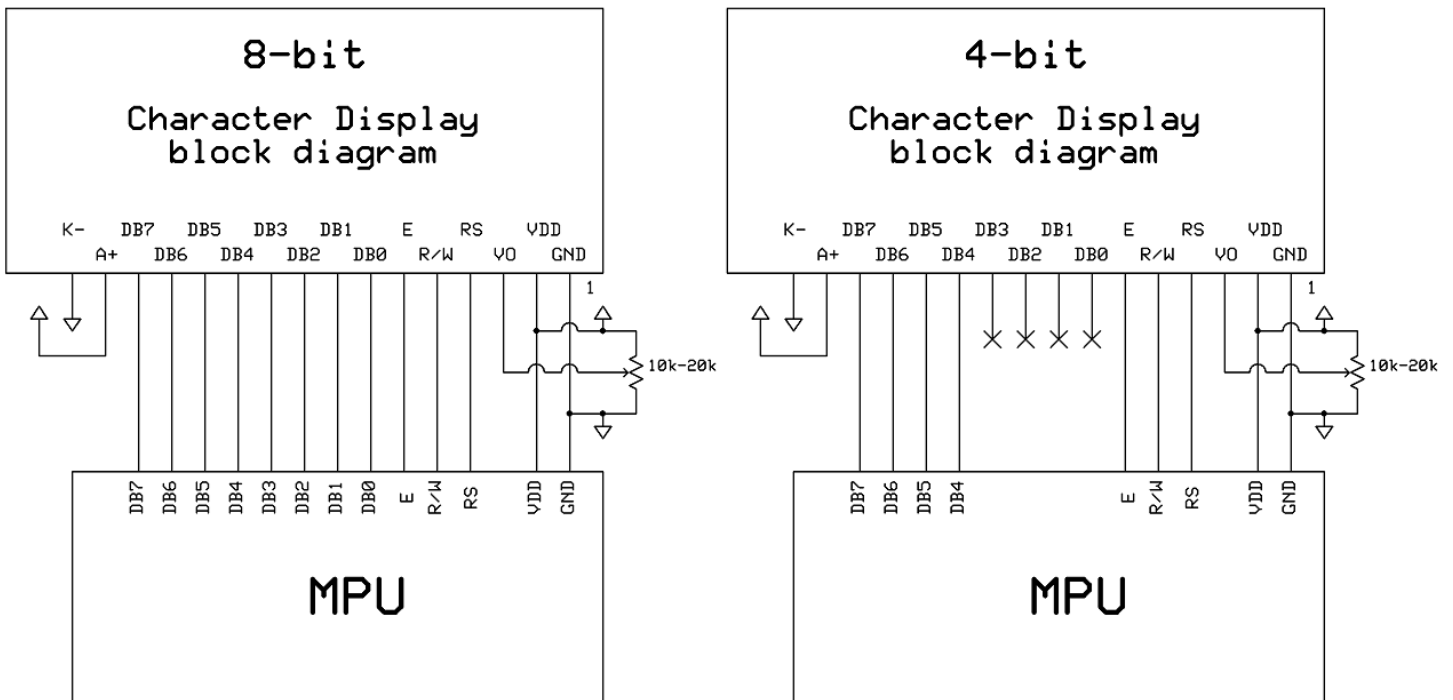 8-bit
Character Display
block diagram
K- DB7 DB5 DB3 DB1 E RS VDD
A+ DB6 DB4 DB2 DB0 R/W VO GND
1
10k-20k
DB7 DB6 DB5 DB4 DB3 DB2 DB1 DB0 E R/W RS VDD GND
MPU
4-bit
Character Display
block diagram
K- DB7 DB5 DB3 DB1 E RS VDD
A+ DB6 DB4 DB2 DB0 R/W VO GND
1
10k-20k
DB7 DB6 DB5 DB4 E R/W RS VDD GND
MPU